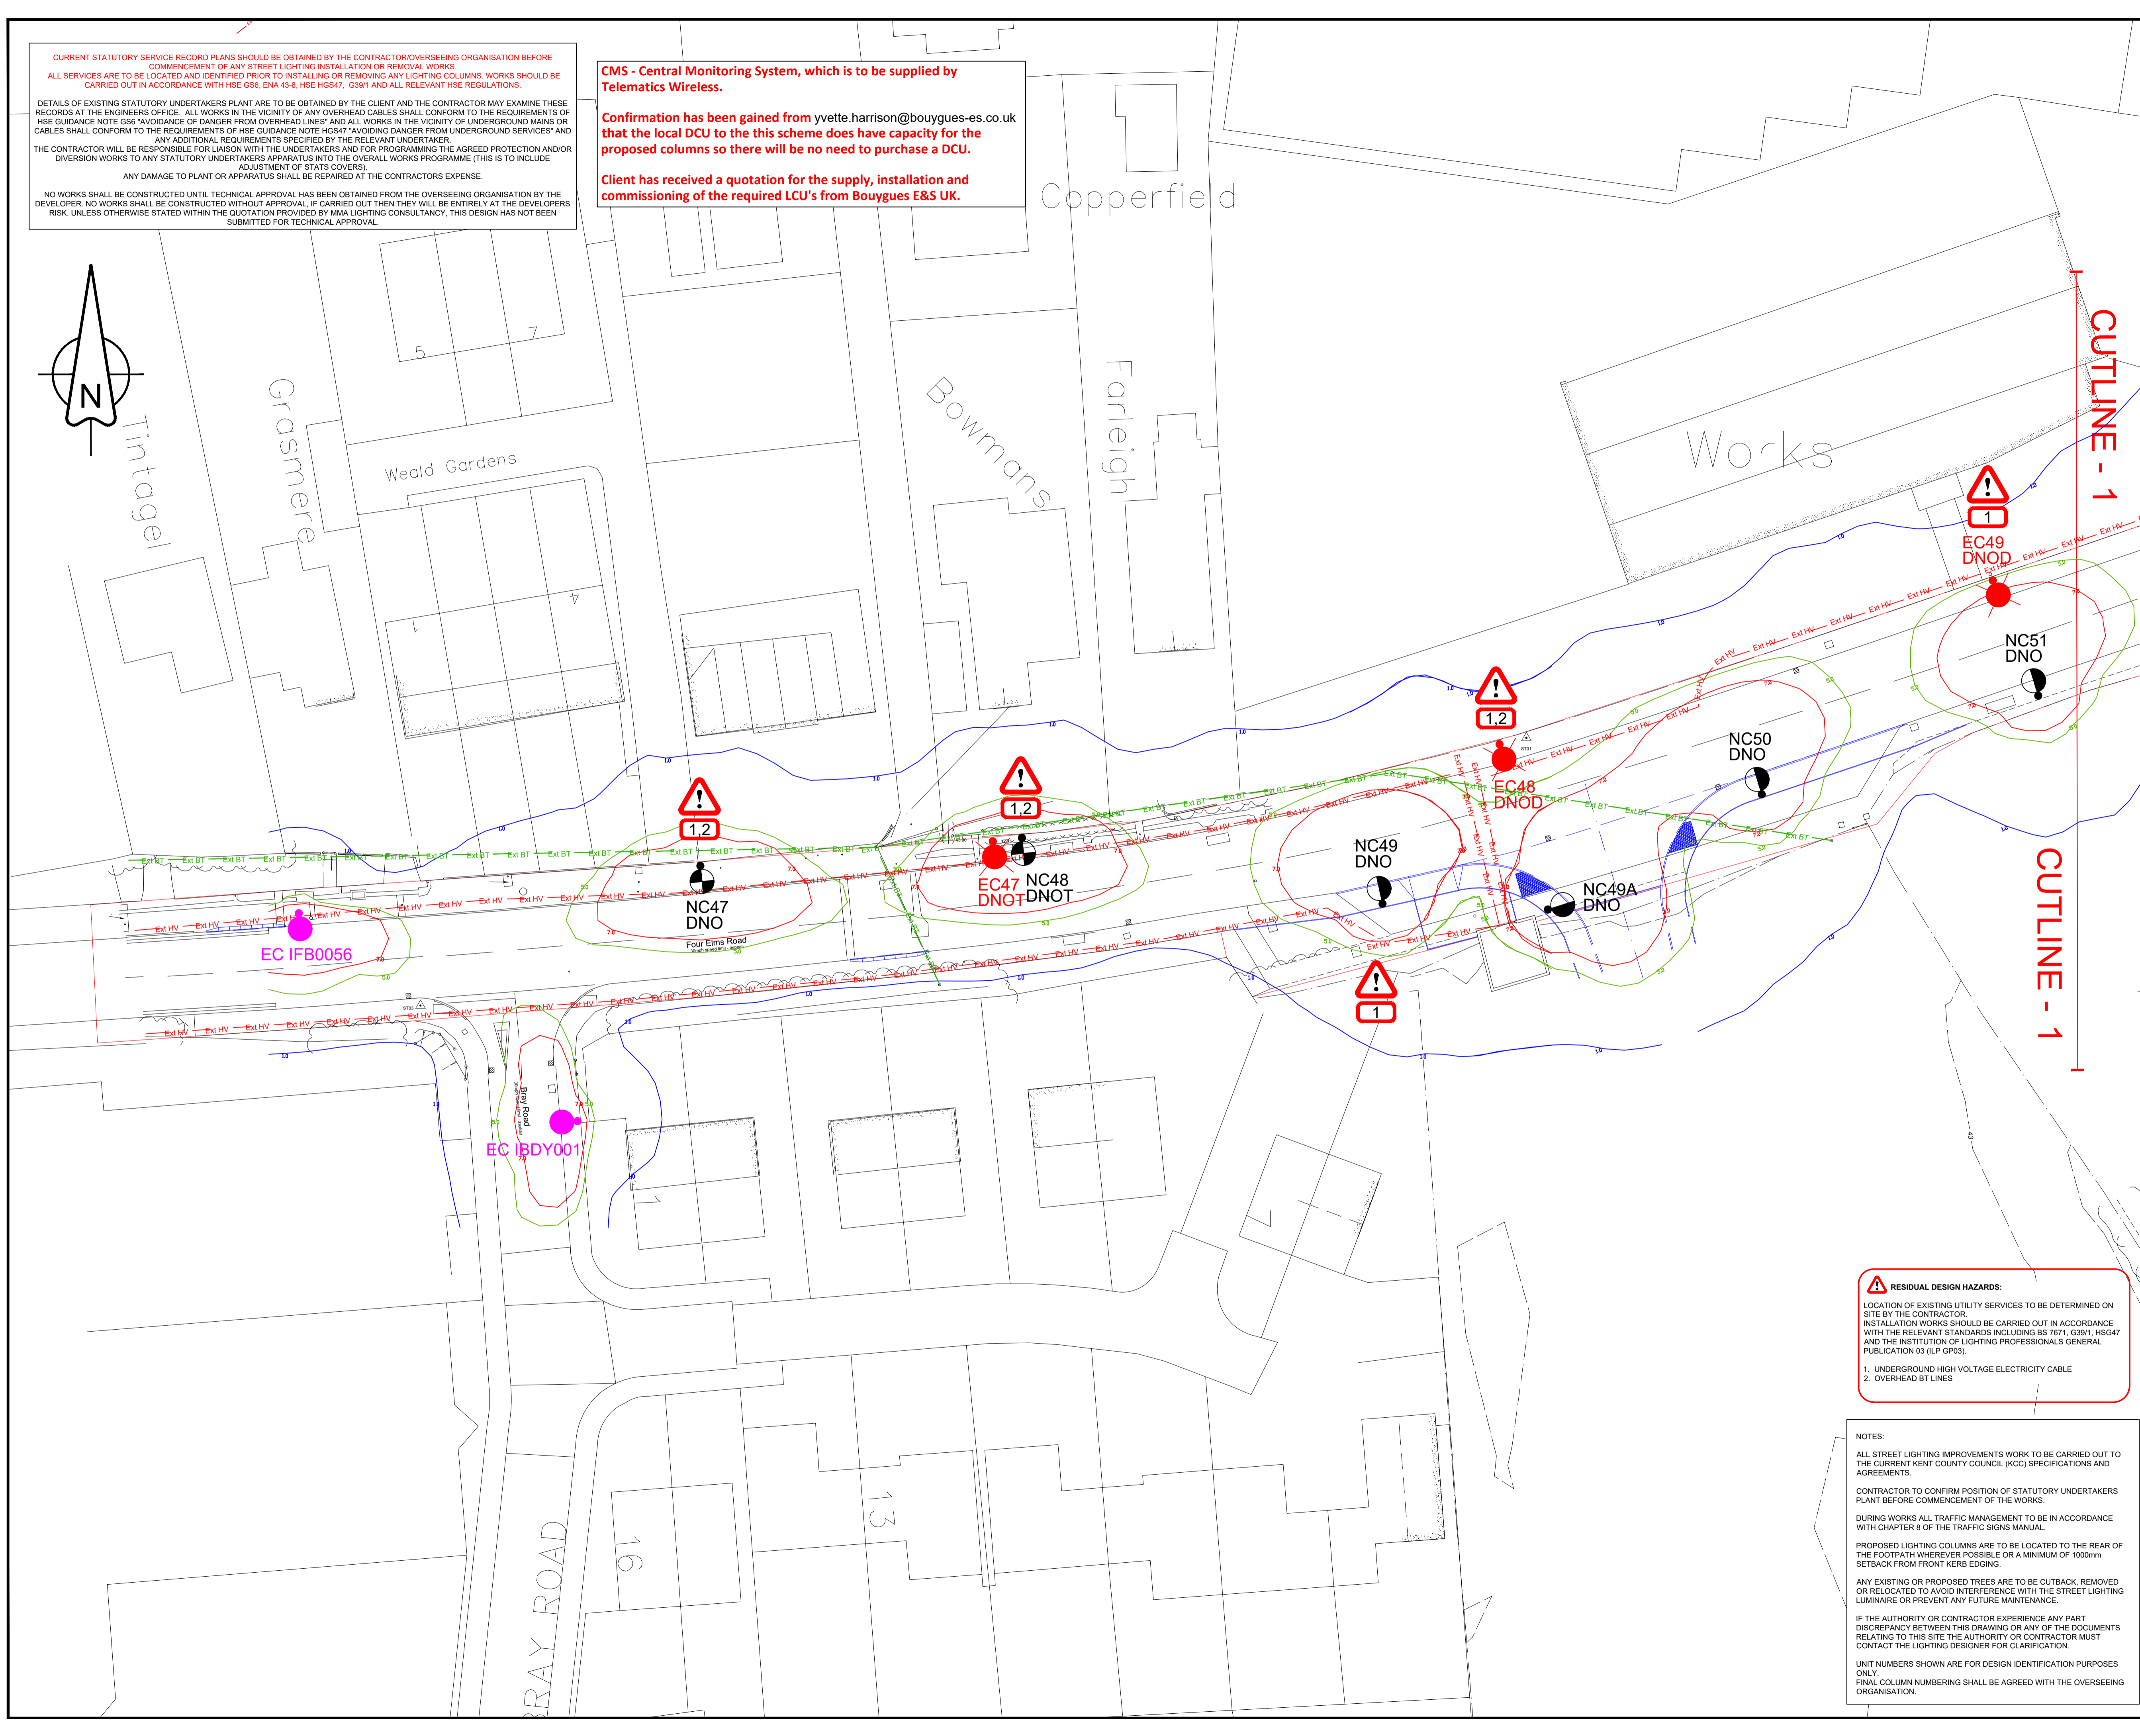 CURRENT STATUTORY SERVICE RECORD PLANS SHOULD BE OBTAINED BY THE CONTRACTOR/OVERSEEING ORGANISATION BEFORE
COMMENCEMENT OF ANY STREET LIGHTING INSTALLATION OR REMOVAL WORKS.
ALL SERVICES ARE TO BE LOCATED AND IDENTIFIED PRIOR TO INSTALLING OR REMOVING ANY LIGHTING COLUMNS. WORKS SHOULD BE
CARRIED OUT IN ACCORDANCE WITH HSE GS6, ENA 43-8, HSE HGS47, G39/1 AND ALL RELEVANT HSE REGULATIONS.
DETAILS OF EXISTING STATUTORY UNDERTAKERS PLANT ARE TO BE OBTAINED BY THE CLIENT AND THE CONTRACTOR MAY EXAMINE THESE
RECORDS AT THE ENGINEERS OFFICE. ALL WORKS IN THE VICINITY OF ANY OVERHEAD CABLES SHALL CONFORM TO THE REQUIREMENTS OF
HSE GUIDANCE NOTE GS6 "AVOIDANCE OF DANGER FROM OVERHEAD LINES" AND ALL WORKS IN THE VICINITY OF UNDERGROUND MAINS OR
CABLES SHALL CONFORM TO THE REQUIREMENTS OF HSE GUIDANCE NOTE HGS47 "AVOIDING DANGER FROM UNDERGROUND SERVICES" AND
ANY ADDITIONAL REQUIREMENTS SPECIFIED BY THE RELEVANT UNDERTAKER.
THE CONTRACTOR WILL BE RESPONSIBLE FOR LIAISON WITH THE UNDERTAKERS AND FOR PROGRAMMING THE AGREED PROTECTION AND/OR
DIVERSION WORKS TO ANY STATUTORY UNDERTAKERS APPARATUS INTO THE OVERALL WORKS PROGRAMME (THIS IS TO INCLUDE
ADJUSTMENT OF STATS COVERS).
ANY DAMAGE TO PLANT OR APPARATUS SHALL BE REPAIRED AT THE CONTRACTORS EXPENSE.
NO WORKS SHALL BE CONSTRUCTED UNTIL TECHNICAL APPROVAL HAS BEEN OBTAINED FROM THE OVERSEEING ORGANISATION BY THE
DEVELOPER. NO WORKS SHALL BE CONSTRUCTED WITHOUT APPROVAL, IF CARRIED OUT THEN THEY WILL BE ENTIRELY AT THE DEVELOPERS
RISK. UNLESS OTHERWISE STATED WITHIN THE QUOTATION PROVIDED BY MMA LIGHTING CONSULTANCY, THIS DESIGN HAS NOT BEEN
SUBMITTED FOR TECHNICAL APPROVAL.
CMS - Central Monitoring System, which is to be supplied by
Telematics Wireless.
Confirmation has been gained from yvette.harrison@bouygues-es.co.uk
that the local DCU to the this scheme does have capacity for the
proposed columns so there will be no need to purchase a DCU.
Client has received a quotation for the supply, installation and
commissioning of the required LCU's from Bouygues E&S UK.
N
Copperfield
Tintagel
Grasmere
5
7
Weald Gardens
Bowmans
Farleigh
Works
CUTLINE - 1
1
EC49
DNOD
NC51
DNO
1,2
EC48
DNOD
ST01
NC50
DNO
1,2
NC47
DNO
Four Elms Road
1,2
EC47
DNOT
NC48
DNOT
NC49
DNO
NC49A
DNO
EC IFB0056
ST03
Bray Road
EC IBDY001
1
CUTLINE - 1
Ext HV
Ext BT
1.0
5.0
7.0
43
1
4
1
7
13
16
BRAY ROAD
RESIDUAL DESIGN HAZARDS:
LOCATION OF EXISTING UTILITY SERVICES TO BE DETERMINED ON
SITE BY THE CONTRACTOR.
INSTALLATION WORKS SHOULD BE CARRIED OUT IN ACCORDANCE
WITH THE RELEVANT STANDARDS INCLUDING BS 7671, G39/1, HSG47
AND THE INSTITUTION OF LIGHTING PROFESSIONALS GENERAL
PUBLICATION 03 (ILP GP03).
1. UNDERGROUND HIGH VOLTAGE ELECTRICITY CABLE
2. OVERHEAD BT LINES
NOTES:
ALL STREET LIGHTING IMPROVEMENTS WORK TO BE CARRIED OUT TO
THE CURRENT KENT COUNTY COUNCIL (KCC) SPECIFICATIONS AND
AGREEMENTS.
CONTRACTOR TO CONFIRM POSITION OF STATUTORY UNDERTAKERS
PLANT BEFORE COMMENCEMENT OF THE WORKS.
DURING WORKS ALL TRAFFIC MANAGEMENT TO BE IN ACCORDANCE
WITH CHAPTER 8 OF THE TRAFFIC SIGNS MANUAL.
PROPOSED LIGHTING COLUMNS ARE TO BE LOCATED TO THE REAR OF
THE FOOTPATH WHEREVER POSSIBLE OR A MINIMUM OF 1000mm
SETBACK FROM FRONT KERB EDGING.
ANY EXISTING OR PROPOSED TREES ARE TO BE CUTBACK, REMOVED
OR RELOCATED TO AVOID INTERFERENCE WITH THE STREET LIGHTING
LUMINAIRE OR PREVENT ANY FUTURE MAINTENANCE.
IF THE AUTHORITY OR CONTRACTOR EXPERIENCE ANY PART
DISCREPANCY BETWEEN THIS DRAWING OR ANY OF THE DOCUMENTS
RELATING TO THIS SITE THE AUTHORITY OR CONTRACTOR MUST
CONTACT THE LIGHTING DESIGNER FOR CLARIFICATION.
UNIT NUMBERS SHOWN ARE FOR DESIGN IDENTIFICATION PURPOSES
ONLY.
FINAL COLUMN NUMBERING SHALL BE AGREED WITH THE OVERSEEING
ORGANISATION.